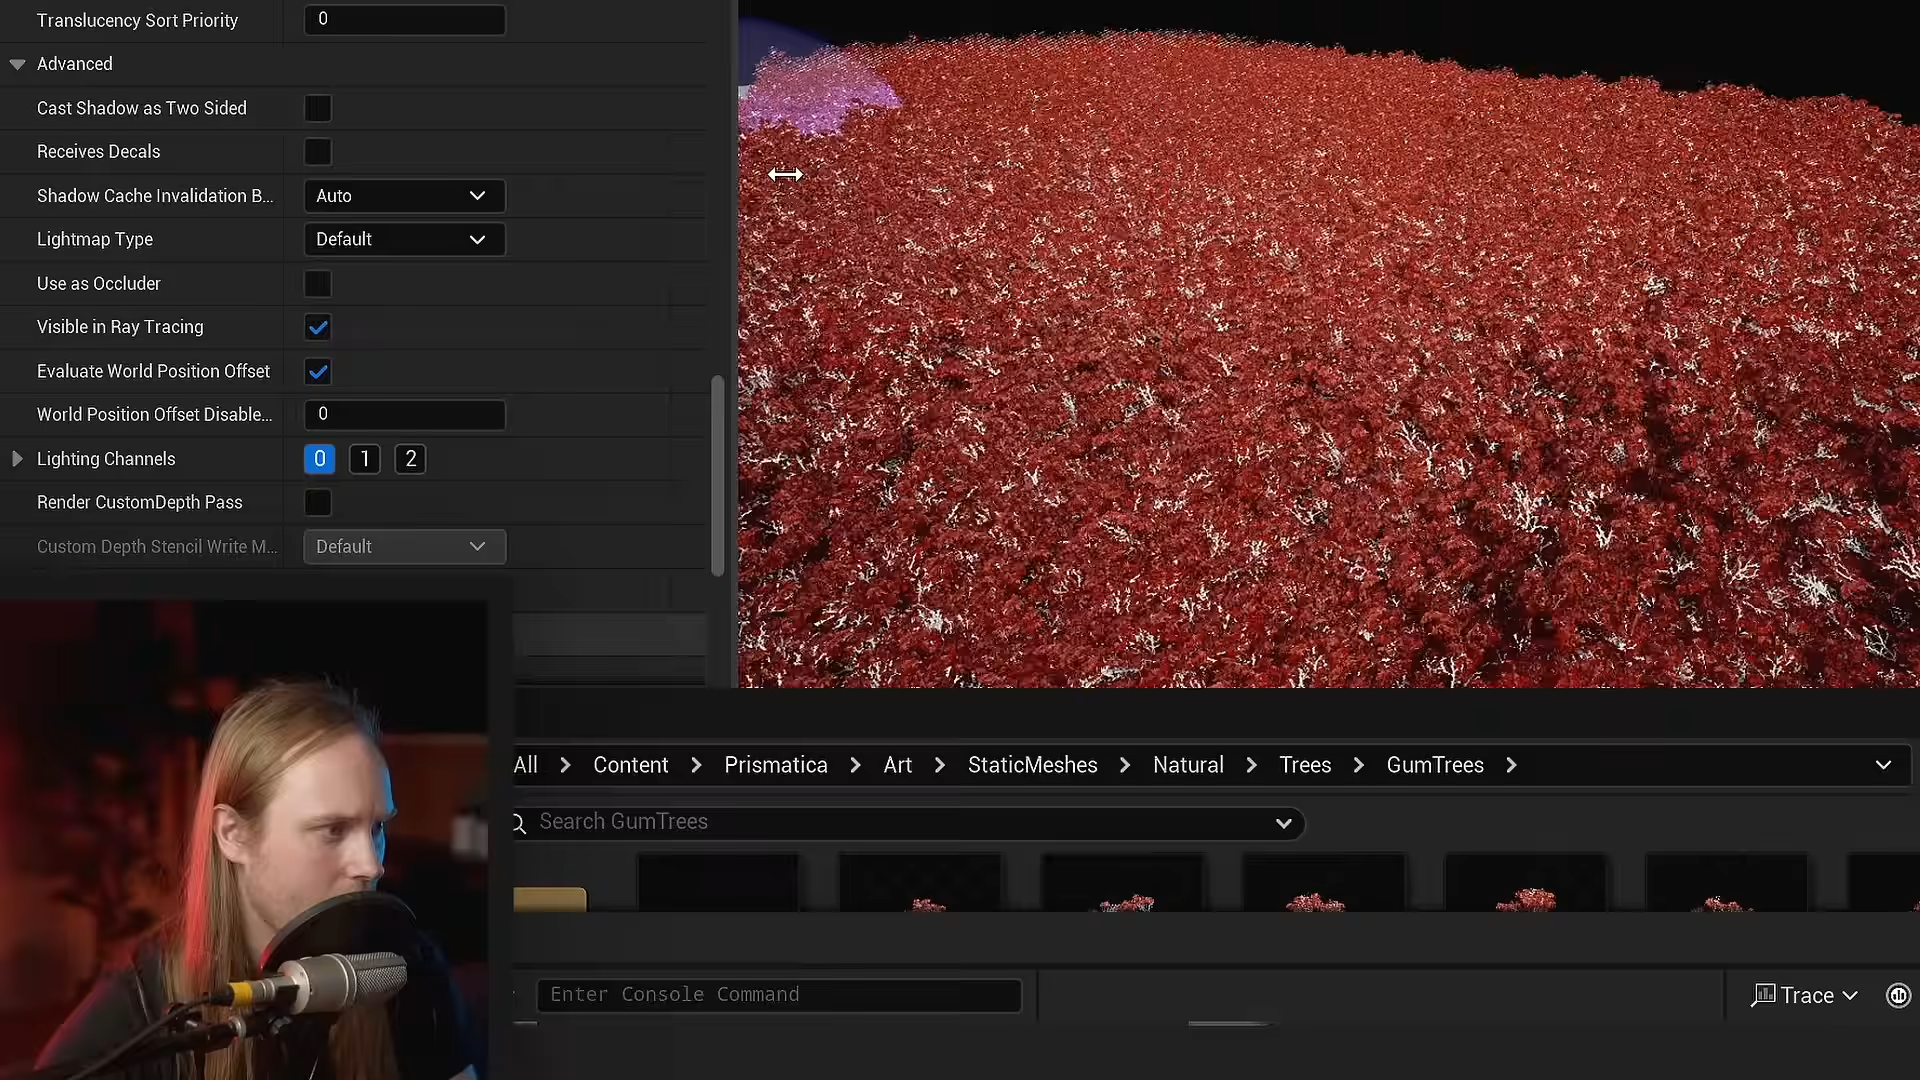 Translucency Sort Priority 0
Advanced
Cast Shadow as Two Sided
Receives Decals
Shadow Cache Invalidation B... Auto
Lightmap Type Default
Use as Occluder
Visible in Ray Tracing
Evaluate World Position Offset
World Position Offset Disable... 0
Lighting Channels 0 1 2
Render CustomDepth Pass
Custom Depth Stencil Write M... Default
All > Content > Prismatica > Art > StaticMeshes > Natural > Trees > GumTrees >
Search GumTrees
Enter Console Command
Trace